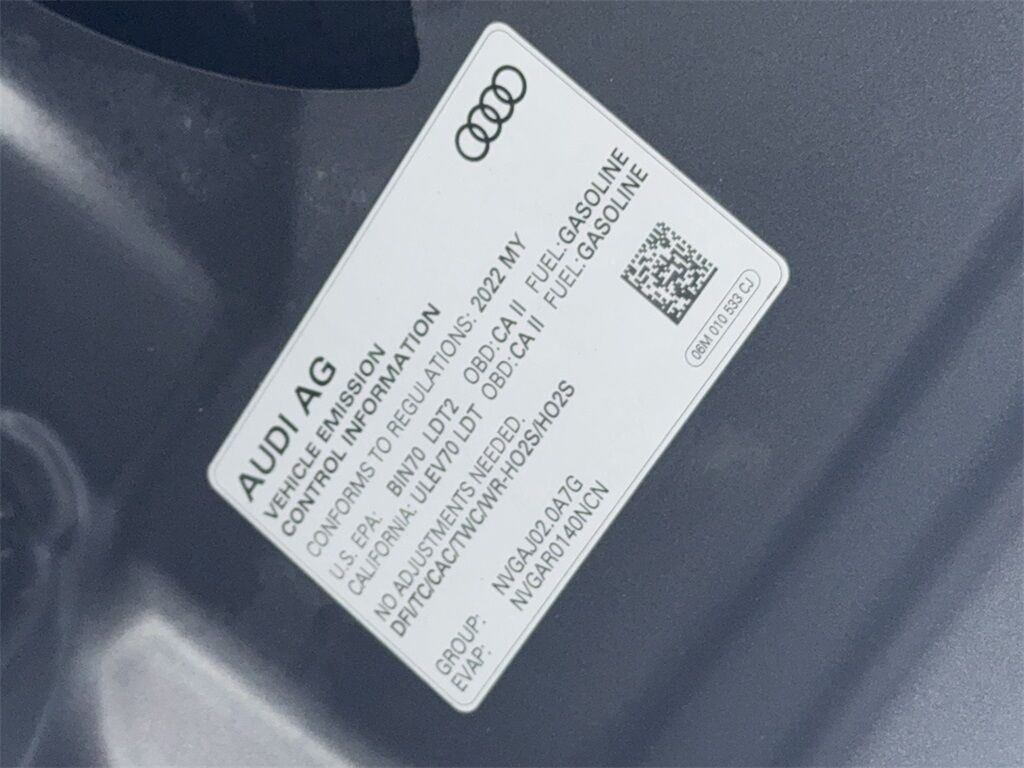 AUDI AG
VEHICLE EMISSION
CONTROL INFORMATION
CONFORMS TO REGULATIONS: 2022 MY
U.S. EPA: BIN70 LDT2 OBD:CA II FUEL:GASOLINE
CALIFORNIA: ULEV70 LDT OBD:CA II FUEL:GASOLINE
NO ADJUSTMENTS NEEDED.
DFI/TC/CAC/TWC/WR-HO2S/HO2S
GROUP: NVGAJ02.0A7G
EVAP: NVGAR0140NCN
06M 010 533 CJ